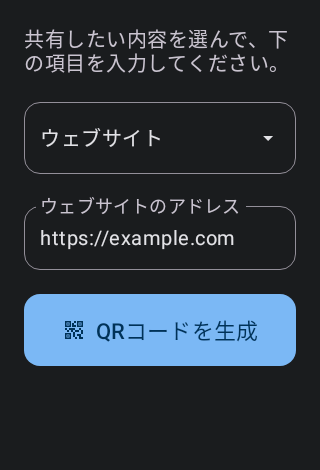 共有したい内容を選んで、下
の項目を入力してください。
ウェブサイト
ウェブサイトのアドレス
https://example.com
QRコードを生成